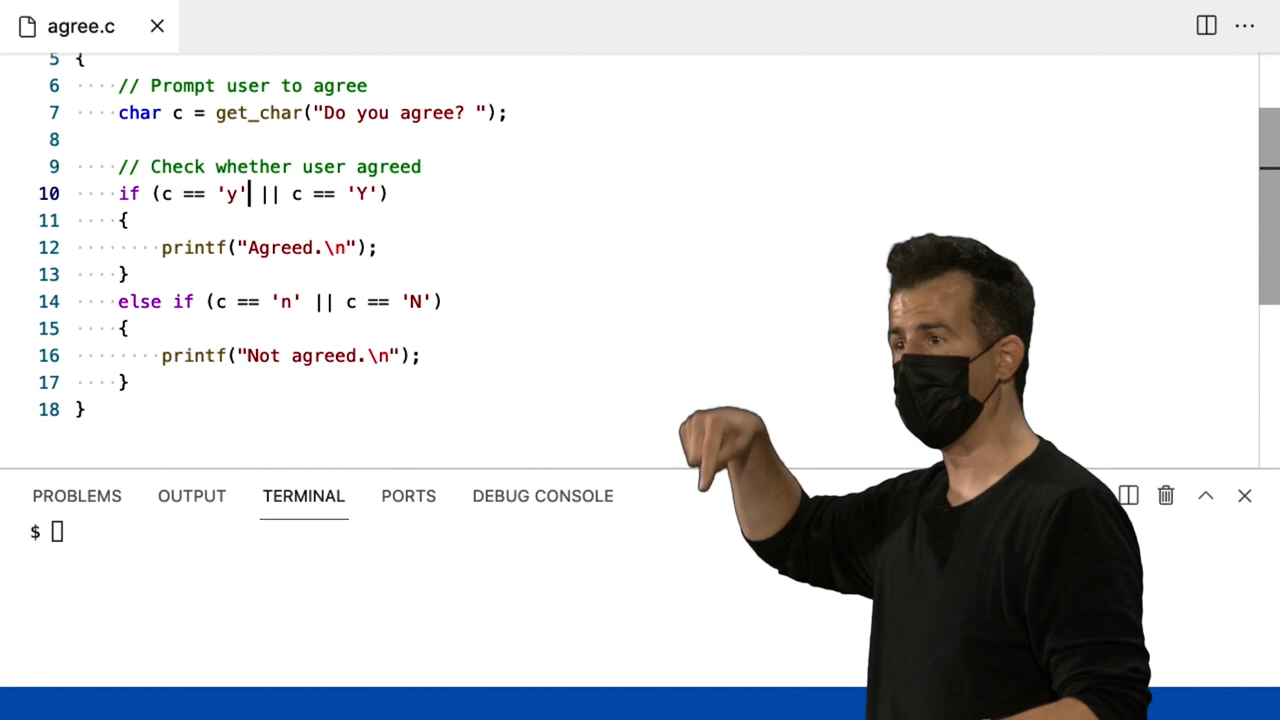 agree.c
5 {
6 // Prompt user to agree
7 char c = get_char("Do you agree? ");
8
9 // Check whether user agreed
10 if (c == 'y' || c == 'Y')
11 {
12 printf("Agreed.\n");
13 }
14 else if (c == 'n' || c == 'N')
15 {
16 printf("Not agreed.\n");
17 }
18 }
PROBLEMS OUTPUT TERMINAL PORTS DEBUG CONSOLE
$